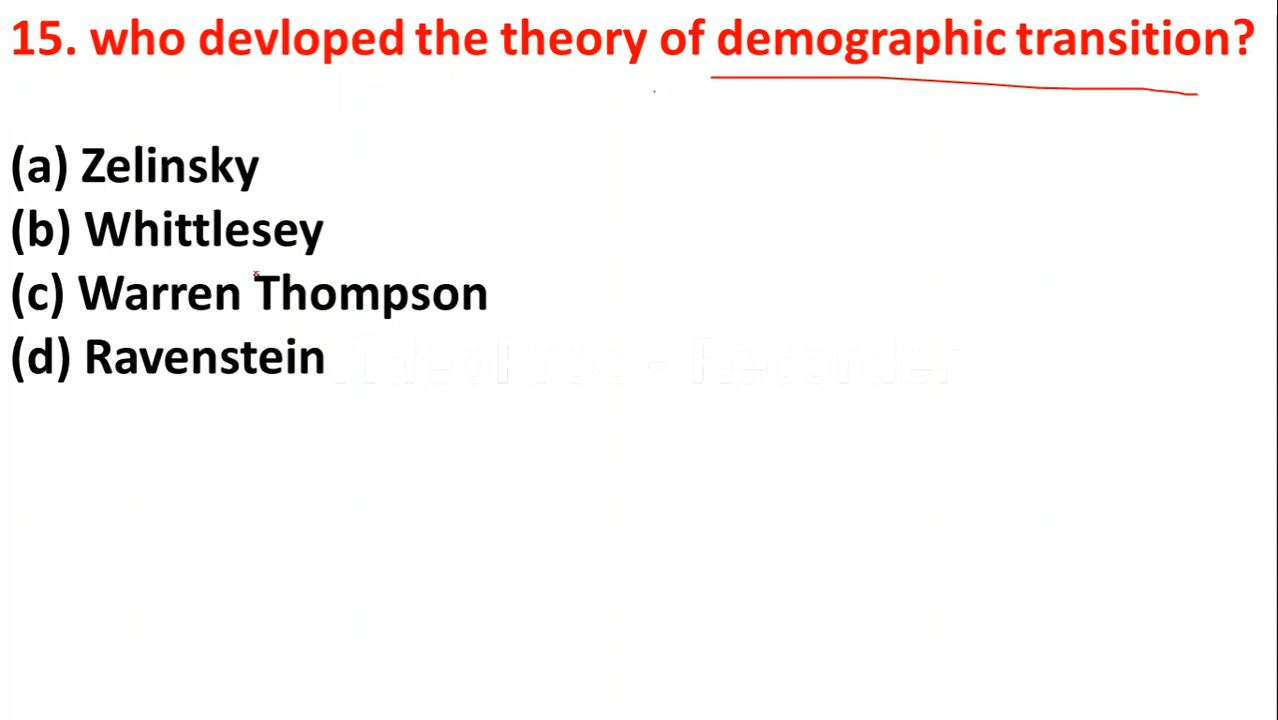 15. who devloped the theory of demographic transition?
(a) Zelinsky
(b) Whittlesey
(c) Warren Thompson
(d) Ravenstein